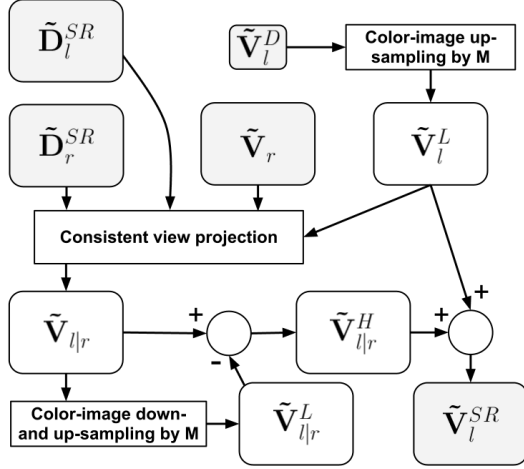 D̃_l^{SR}
Ṽ_l^D
Color-image up-
sampling by M
D̃_r^{SR}
Ṽ_r
Ṽ_l^L
Consistent view projection
Ṽ_{l|r}
+
-
Ṽ_{l|r}^H
+
+
Color-image down-
and up-sampling by M
Ṽ_{l|r}^L
Ṽ_l^{SR}